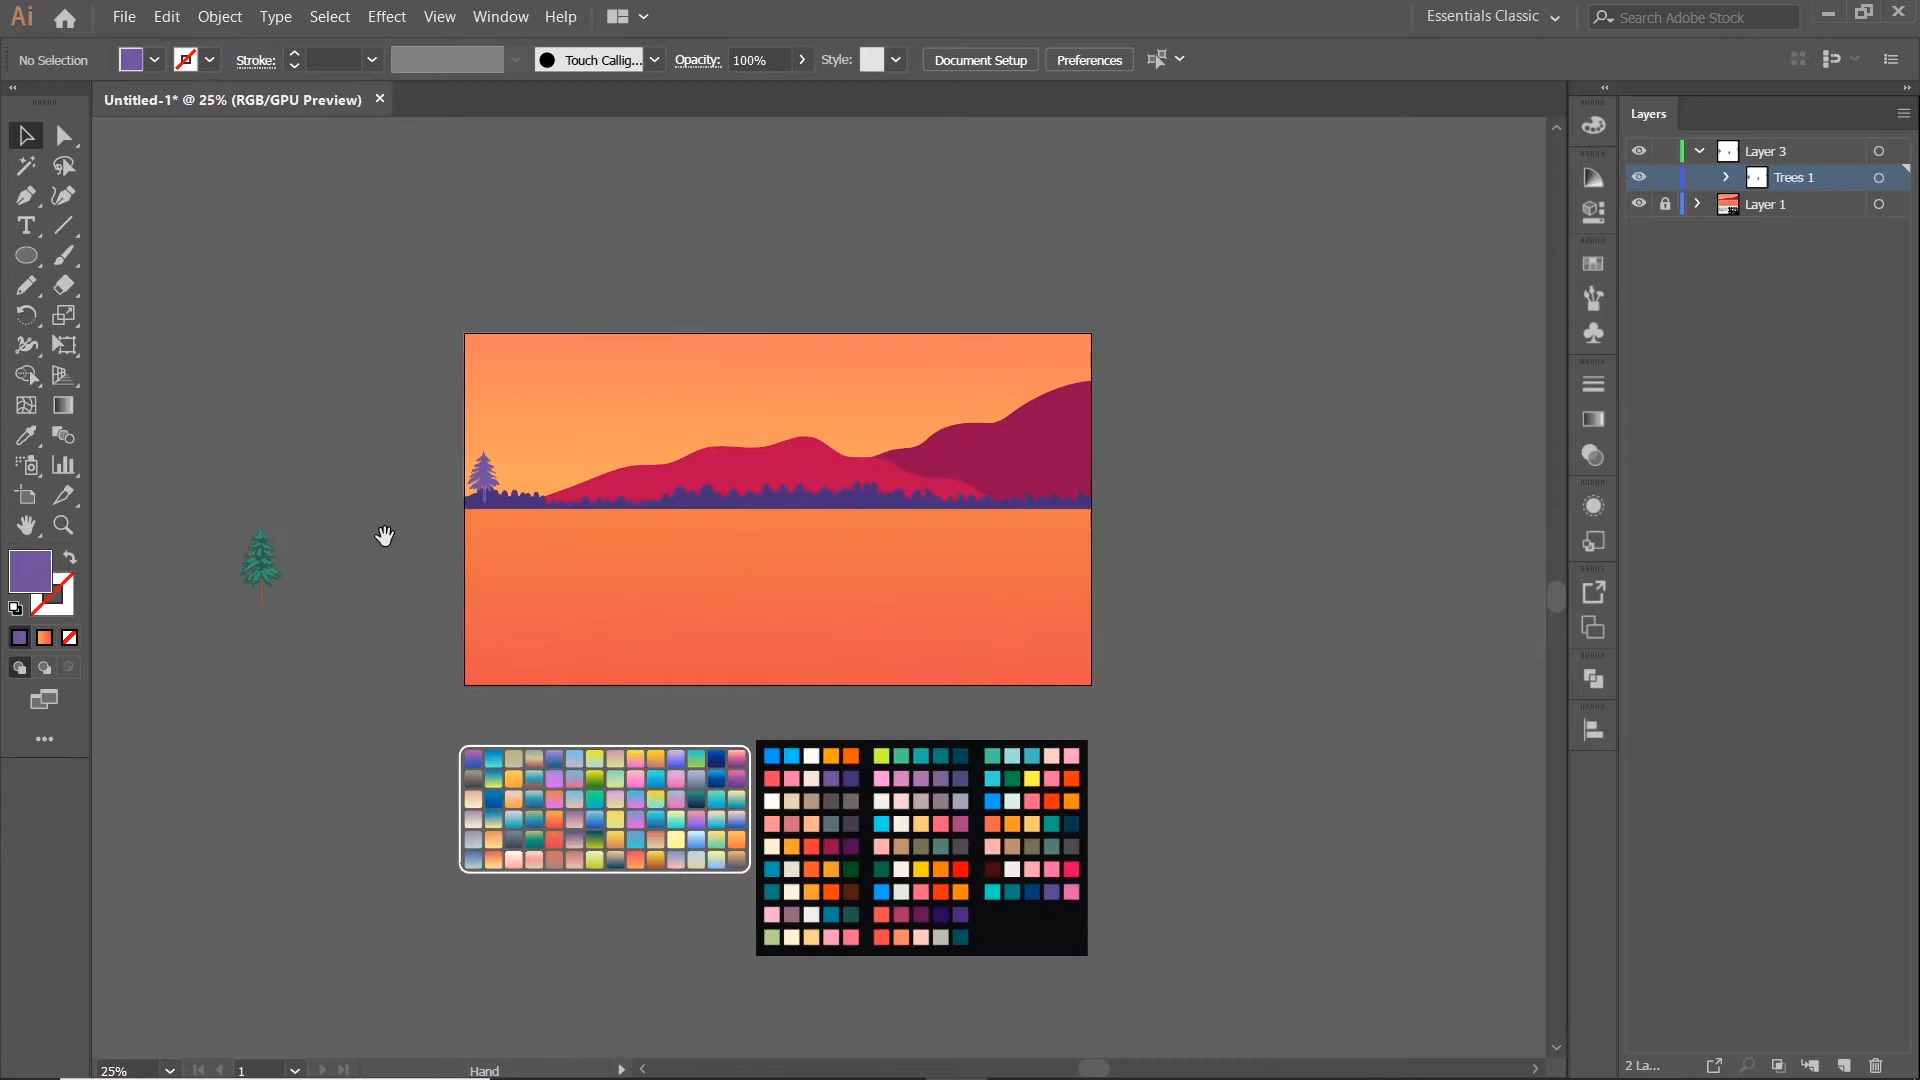 Ai File Edit Object Type Select Effect View Window Help Essentials Classic Search Adobe Stock
No Selection Stroke: Touch Callig... Opacity: 100% Style: Document Setup Preferences
Untitled-1* @ 25% (RGB/GPU Preview)
Layers
Layer 3
Trees 1
Layer 1
25% 1 Hand 2 La...